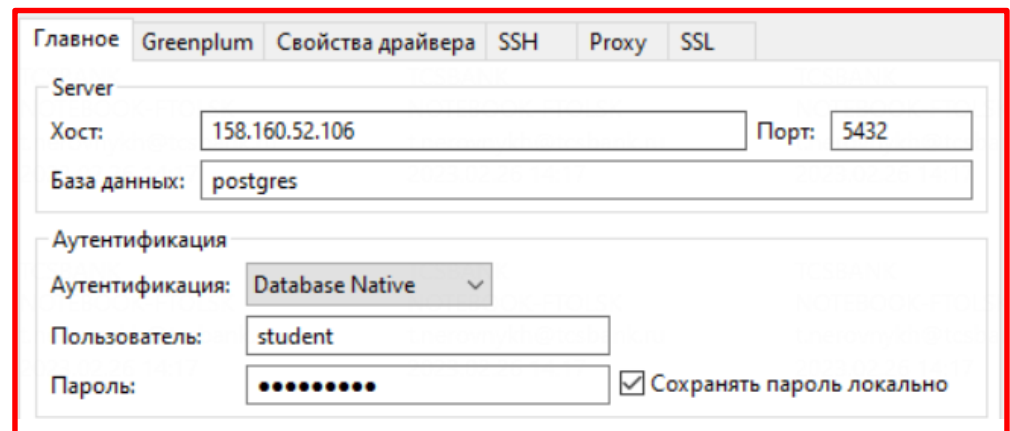 Главное Greenplum Свойства драйвера SSH Proxy SSL
Server
Хост: 158.160.52.106 Порт: 5432
База данных: postgres
Аутентификация
Аутентификация: Database Native
Пользователь: student
Пароль: ●●●●●●●●● Сохранять пароль локально